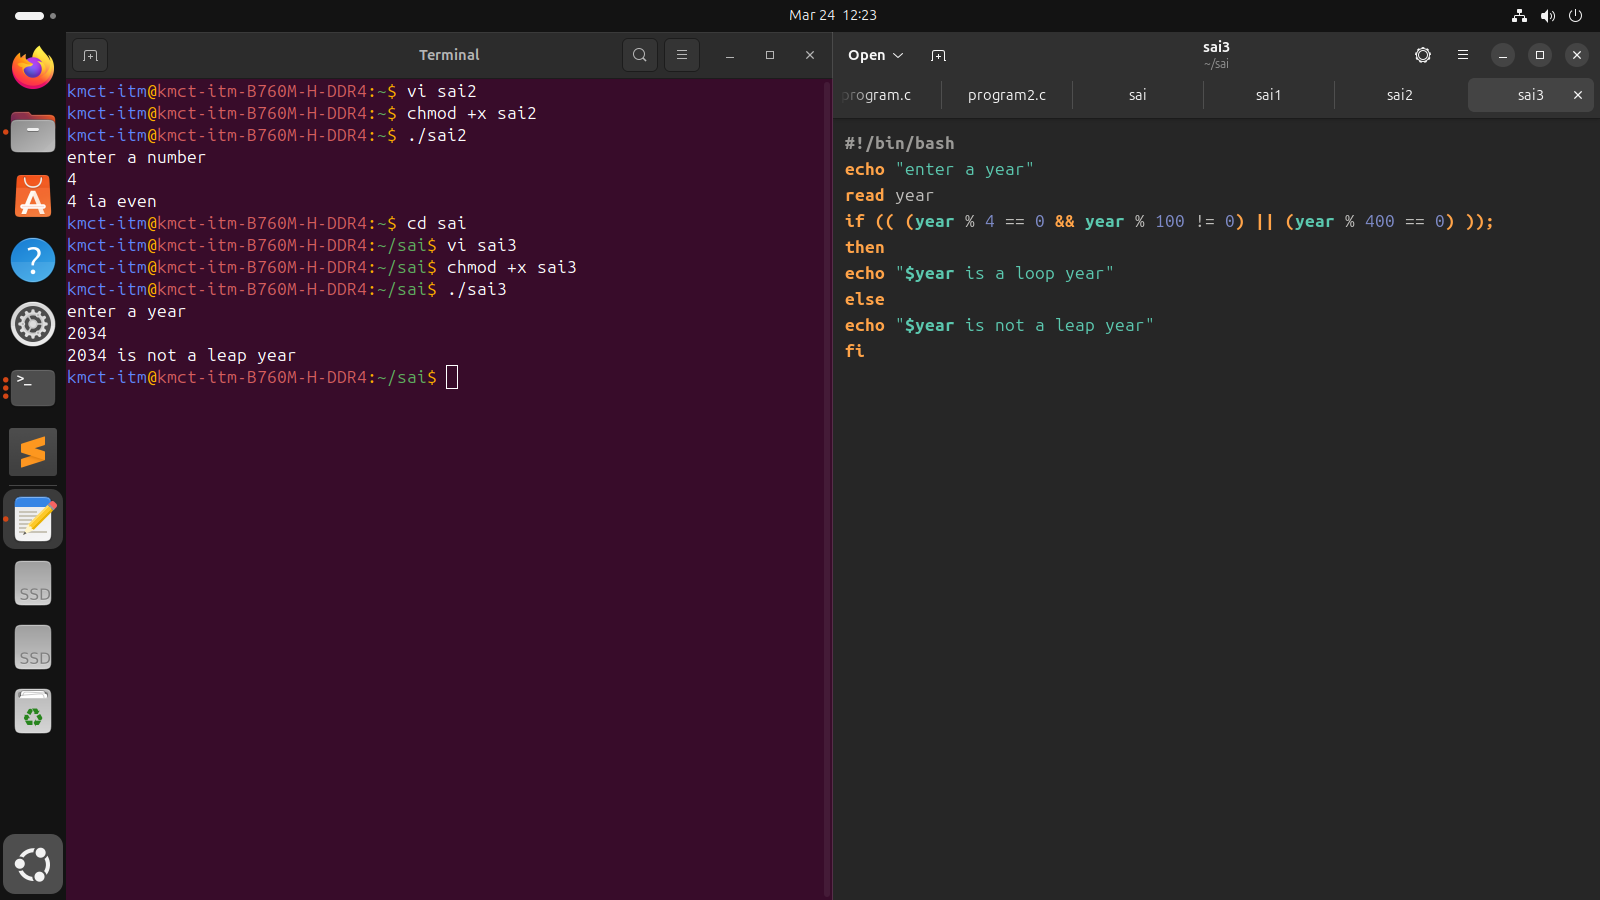 Mar 24 12:23
Terminal
kmct-itm@kmct-itm-B760M-H-DDR4:~$ vi sai2
kmct-itm@kmct-itm-B760M-H-DDR4:~$ chmod +x sai2
kmct-itm@kmct-itm-B760M-H-DDR4:~$ ./sai2
enter a number
4
4 ia even
kmct-itm@kmct-itm-B760M-H-DDR4:~$ cd sai
kmct-itm@kmct-itm-B760M-H-DDR4:~/sai$ vi sai3
kmct-itm@kmct-itm-B760M-H-DDR4:~/sai$ chmod +x sai3
kmct-itm@kmct-itm-B760M-H-DDR4:~/sai$ ./sai3
enter a year
2034
2034 is not a leap year
kmct-itm@kmct-itm-B760M-H-DDR4:~/sai$
Open
sai3
~/sai
program.c program2.c sai sai1 sai2 sai3
#!/bin/bash
echo "enter a year"
read year
if (( (year % 4 == 0 && year % 100 != 0) || (year % 400 == 0) ));
then
echo "$year is a loop year"
else
echo "$year is not a leap year"
fi
SSD
SSD